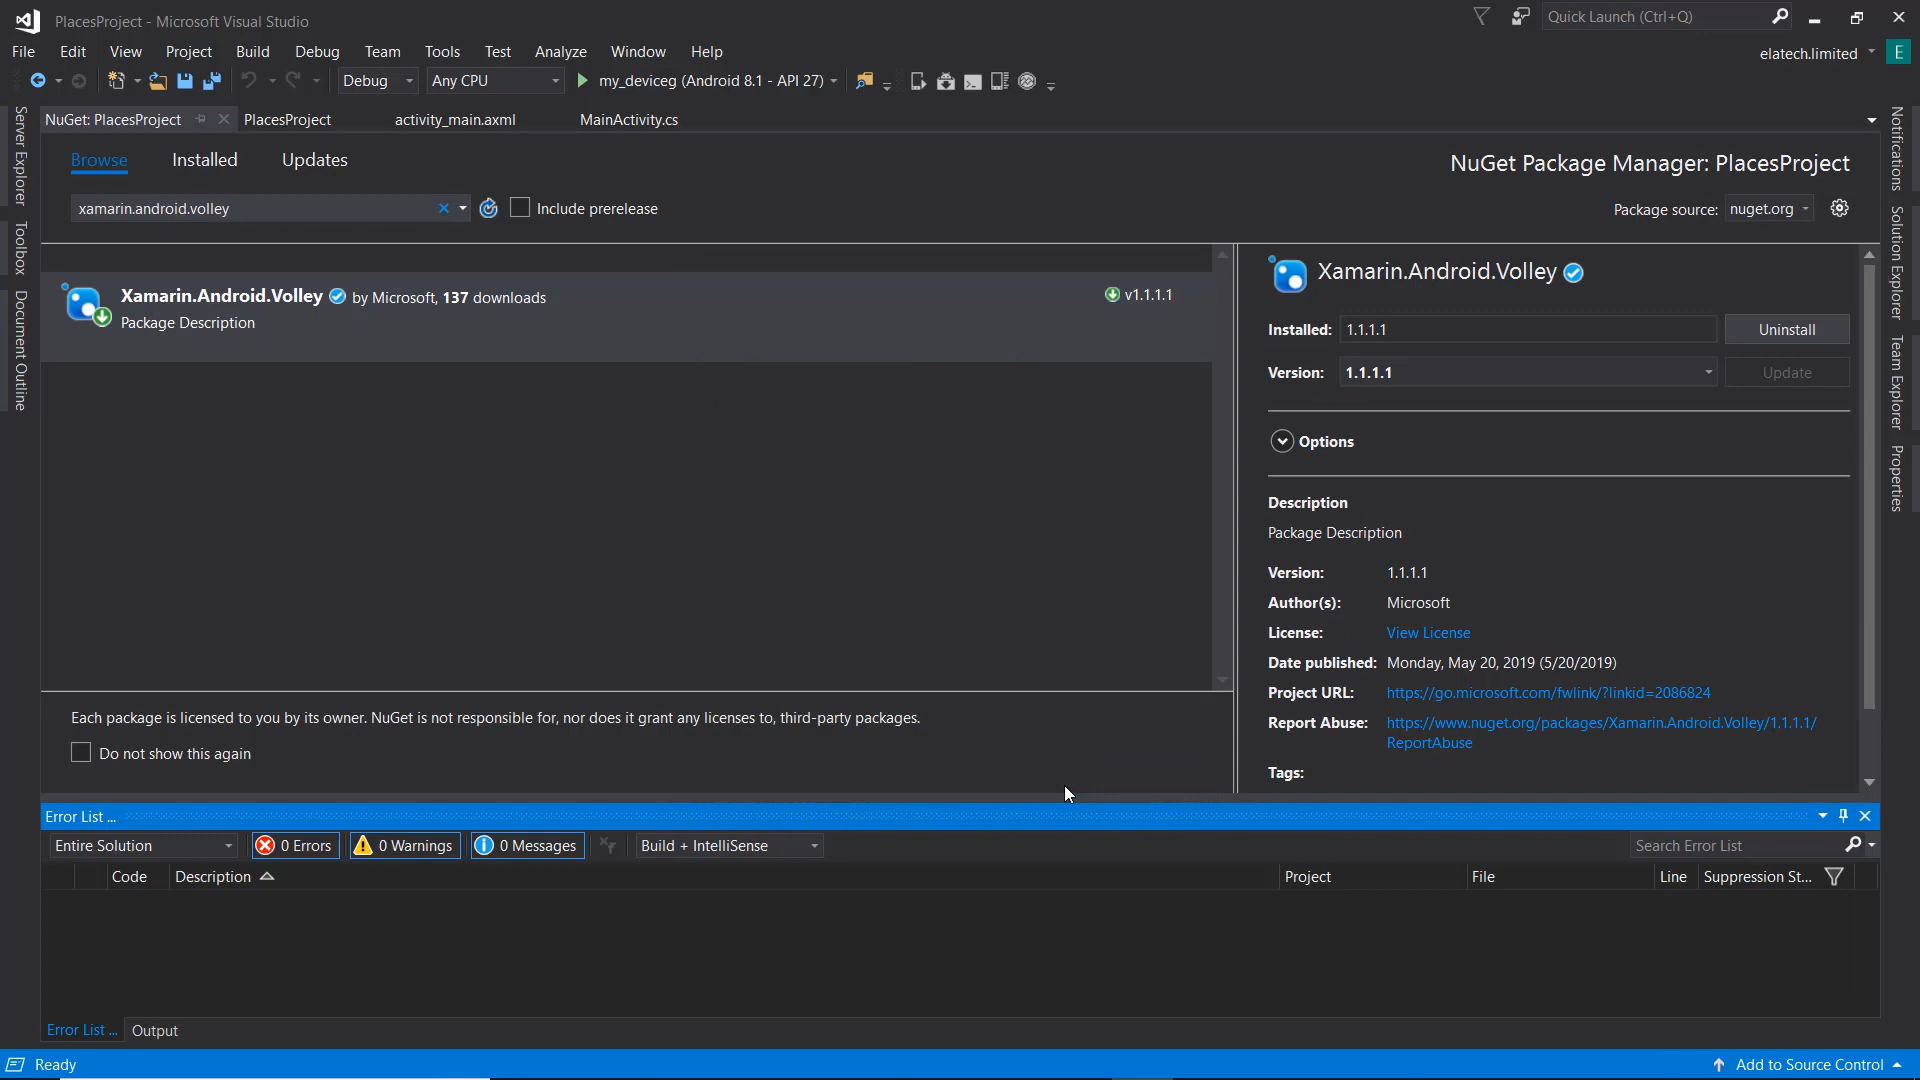 PlacesProject - Microsoft Visual Studio
Quick Launch (Ctrl+Q)
File Edit View Project Build Debug Team Tools Test Analyze Window Help
elatech.limited E
Debug Any CPU my_deviceg (Android 8.1 - API 27)
NuGet: PlacesProject PlacesProject activity_main.axml MainActivity.cs
Server Explorer
Toolbox
Document Outline
Browse Installed Updates
NuGet Package Manager: PlacesProject
xamarin.android.volley
Include prerelease
Package source: nuget.org
Xamarin.Android.Volley by Microsoft, 137 downloads
v1.1.1.1
Package Description
Xamarin.Android.Volley
Installed: 1.1.1.1 Uninstall
Version: 1.1.1.1 Update
Options
Description
Package Description
Version: 1.1.1.1
Author(s): Microsoft
License: View License
Date published: Monday, May 20, 2019 (5/20/2019)
Project URL: https://go.microsoft.com/fwlink/?linkid=2086824
Report Abuse: https://www.nuget.org/packages/Xamarin.Android.Volley/1.1.1.1/
ReportAbuse
Tags:
Each package is licensed to you by its owner. NuGet is not responsible for, nor does it grant any licenses to, third-party packages.
Do not show this again
Notifications
Solution Explorer
Team Explorer
Properties
Error List ...
Entire Solution 0 Errors 0 Warnings 0 Messages Build + IntelliSense Search Error List
Code Description Project File Line Suppression St...
Error List ... Output
Ready Add to Source Control